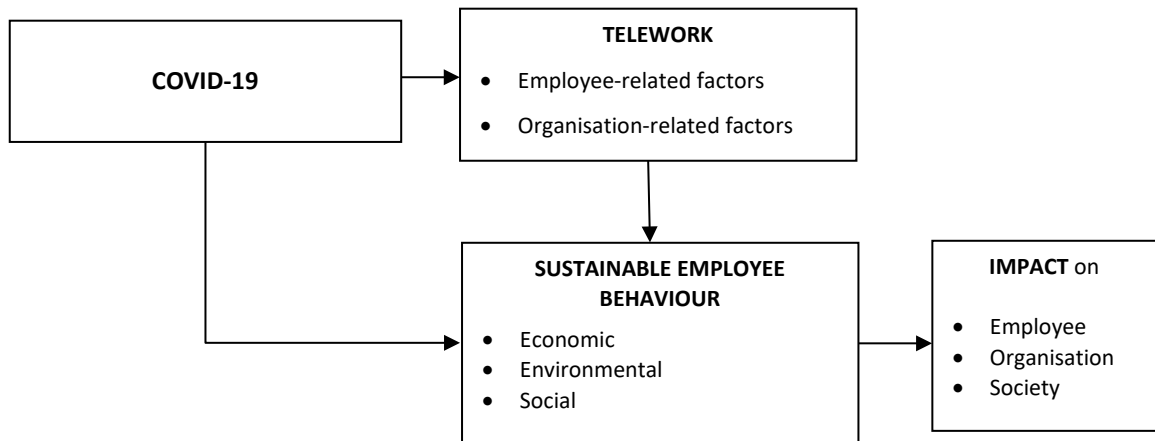 COVID-19
TELEWORK
• Employee-related factors
• Organisation-related factors
SUSTAINABLE EMPLOYEE
BEHAVIOUR
• Economic
• Environmental
• Social
IMPACT on
• Employee
• Organisation
• Society